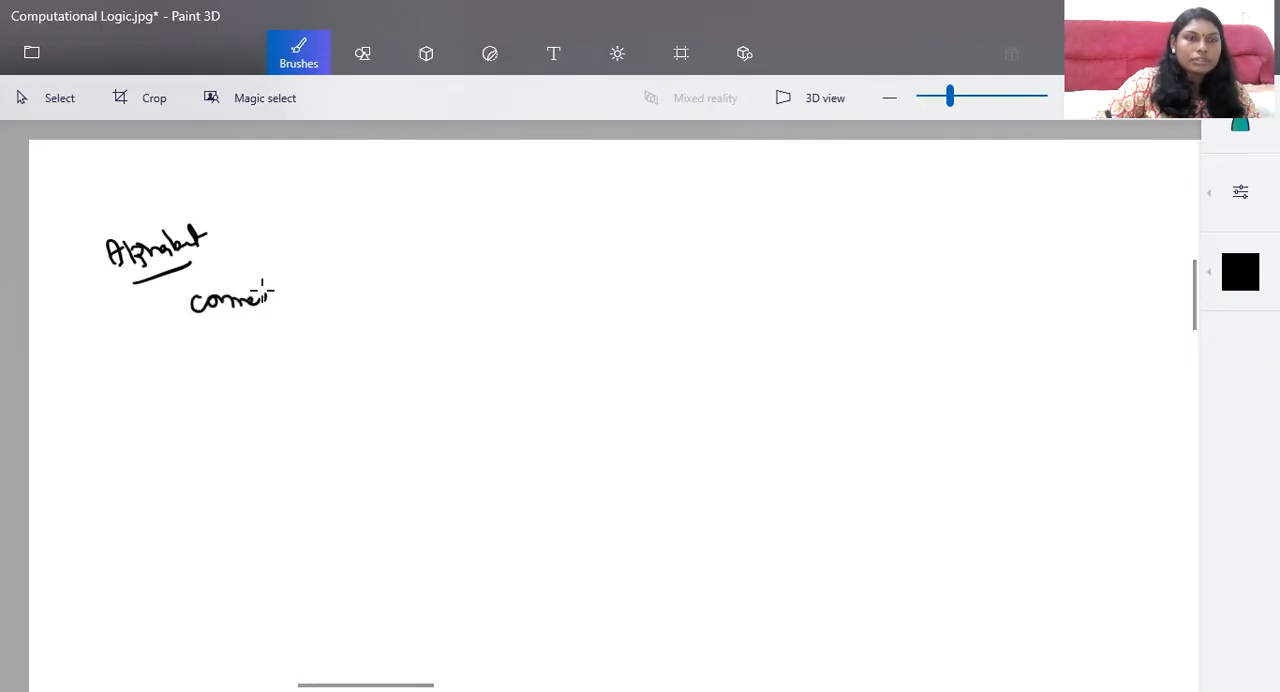 Computational Logic.jpg* - Paint 3D
Brushes
Select Crop Magic select Mixed reality 3D view
Alphabet